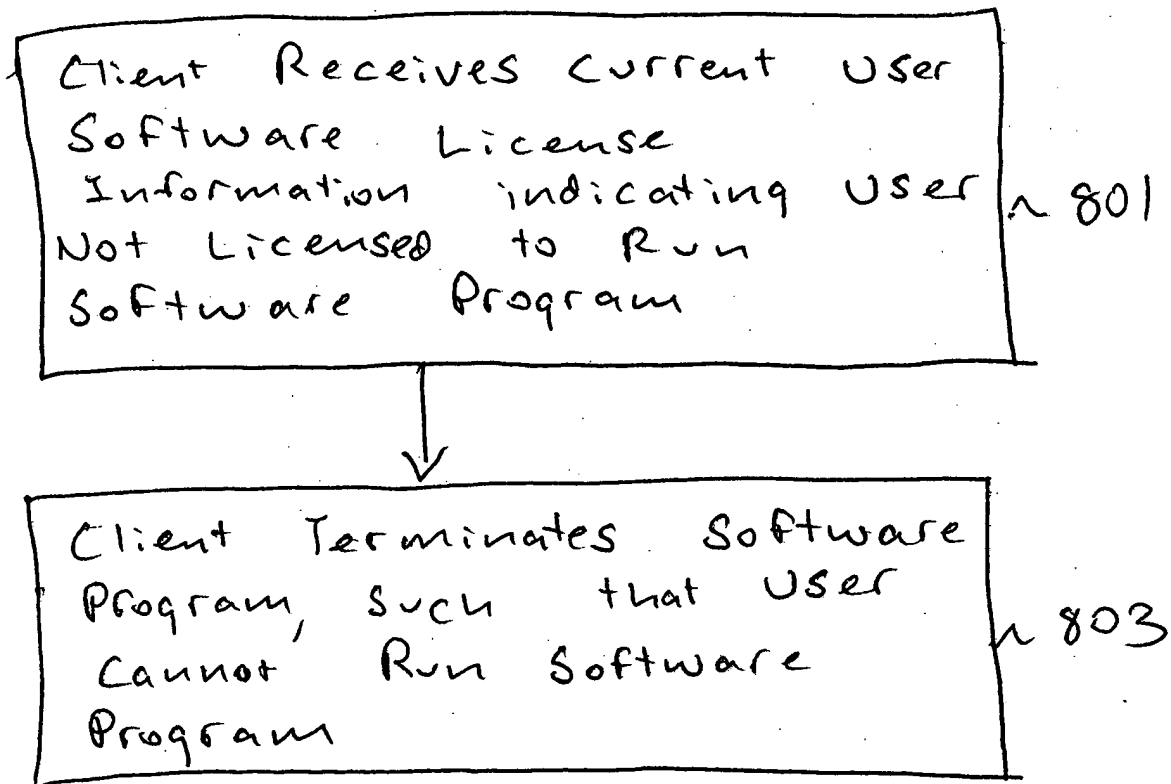 Client Receives Current User
Software License
Information indicating User
Not Licensed to Run
Software Program
~ 801
Client Terminates Software
Program, such that User
Cannot Run Software
Program
~ 803